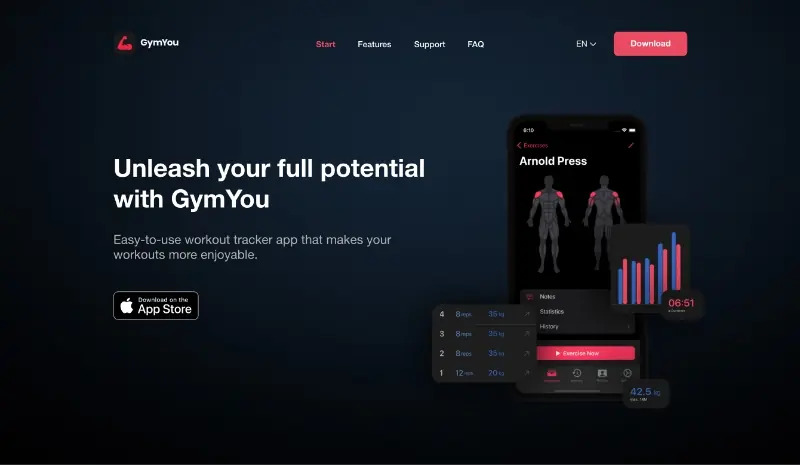 GymYou
Start
Features
Support
FAQ
EN
Download
Unleash your full potential
with GymYou
Easy-to-use workout tracker app that makes your
workouts more enjoyable.
Download on the
App Store
Exercises
Arnold Press
Notes
Statistics
History
Exercise Now
4 8 reps 35 kg
3 8 reps 35 kg
2 8 reps 35 kg
1 12 reps 20 kg
06:51
42.5 kg